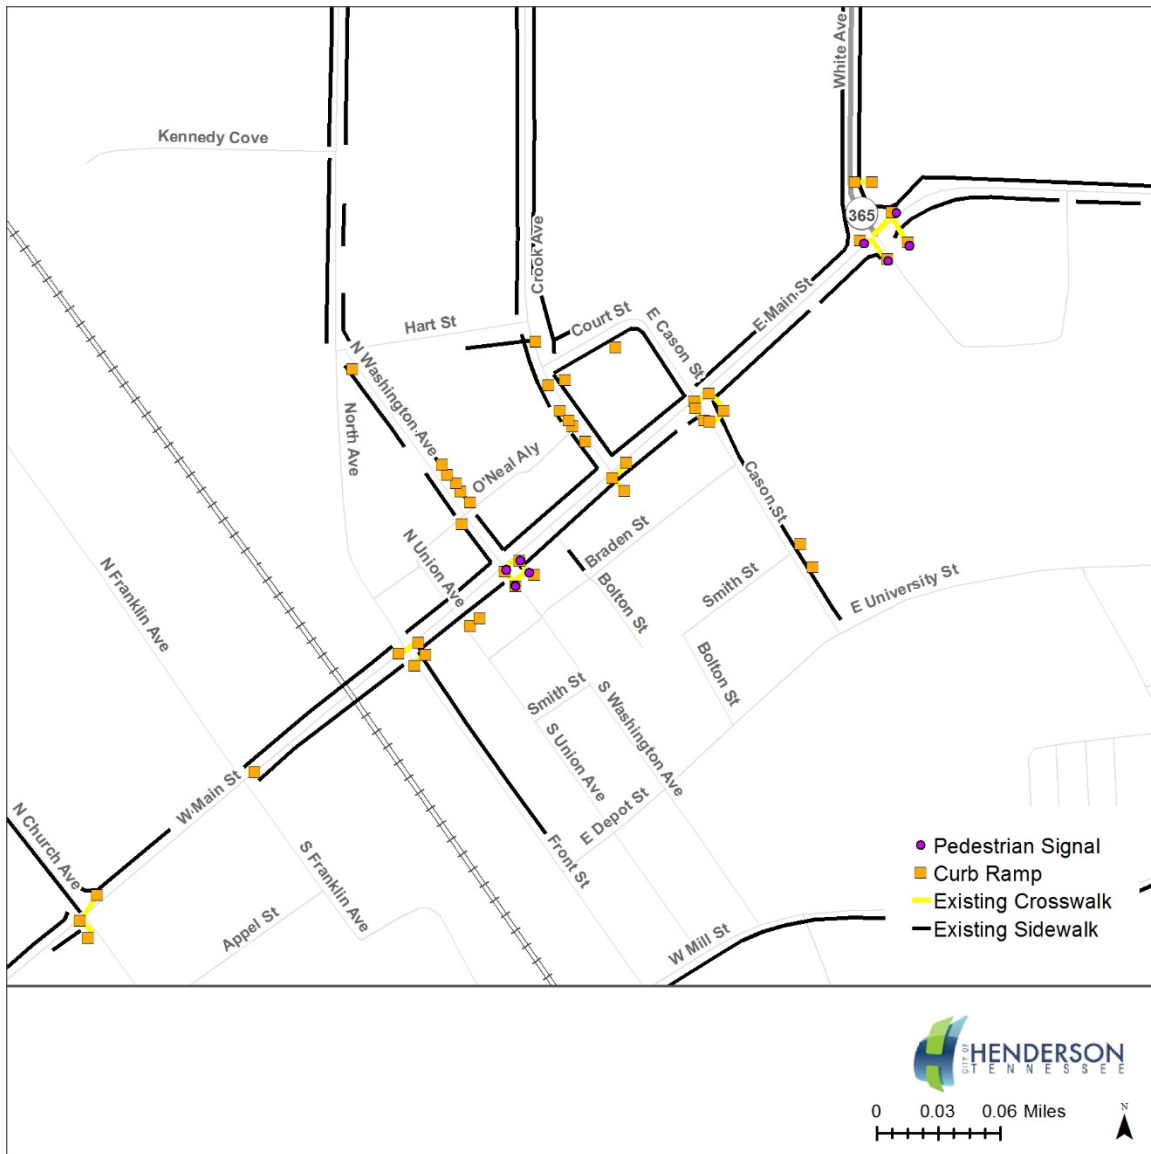 White Ave
Kennedy Cove
365
Crook Ave
Court St
E Cason St
E Main St
Hart St
N Washington Ave
North Ave
O'Neal Aly
Cason St
Braden St
N Union Ave
N Franklin Ave
Smith St
Bolton St
E University St
Bolton St
Smith St
S Washington Ave
S Union Ave
W Main St
E Depot St
N Church Ave
Front St
S Franklin Ave
Appel St
W Mill St
Pedestrian Signal
Curb Ramp
Existing Crosswalk
Existing Sidewalk
CITY OF
HENDERSON
TENNESSEE
0 0.03 0.06 Miles
N